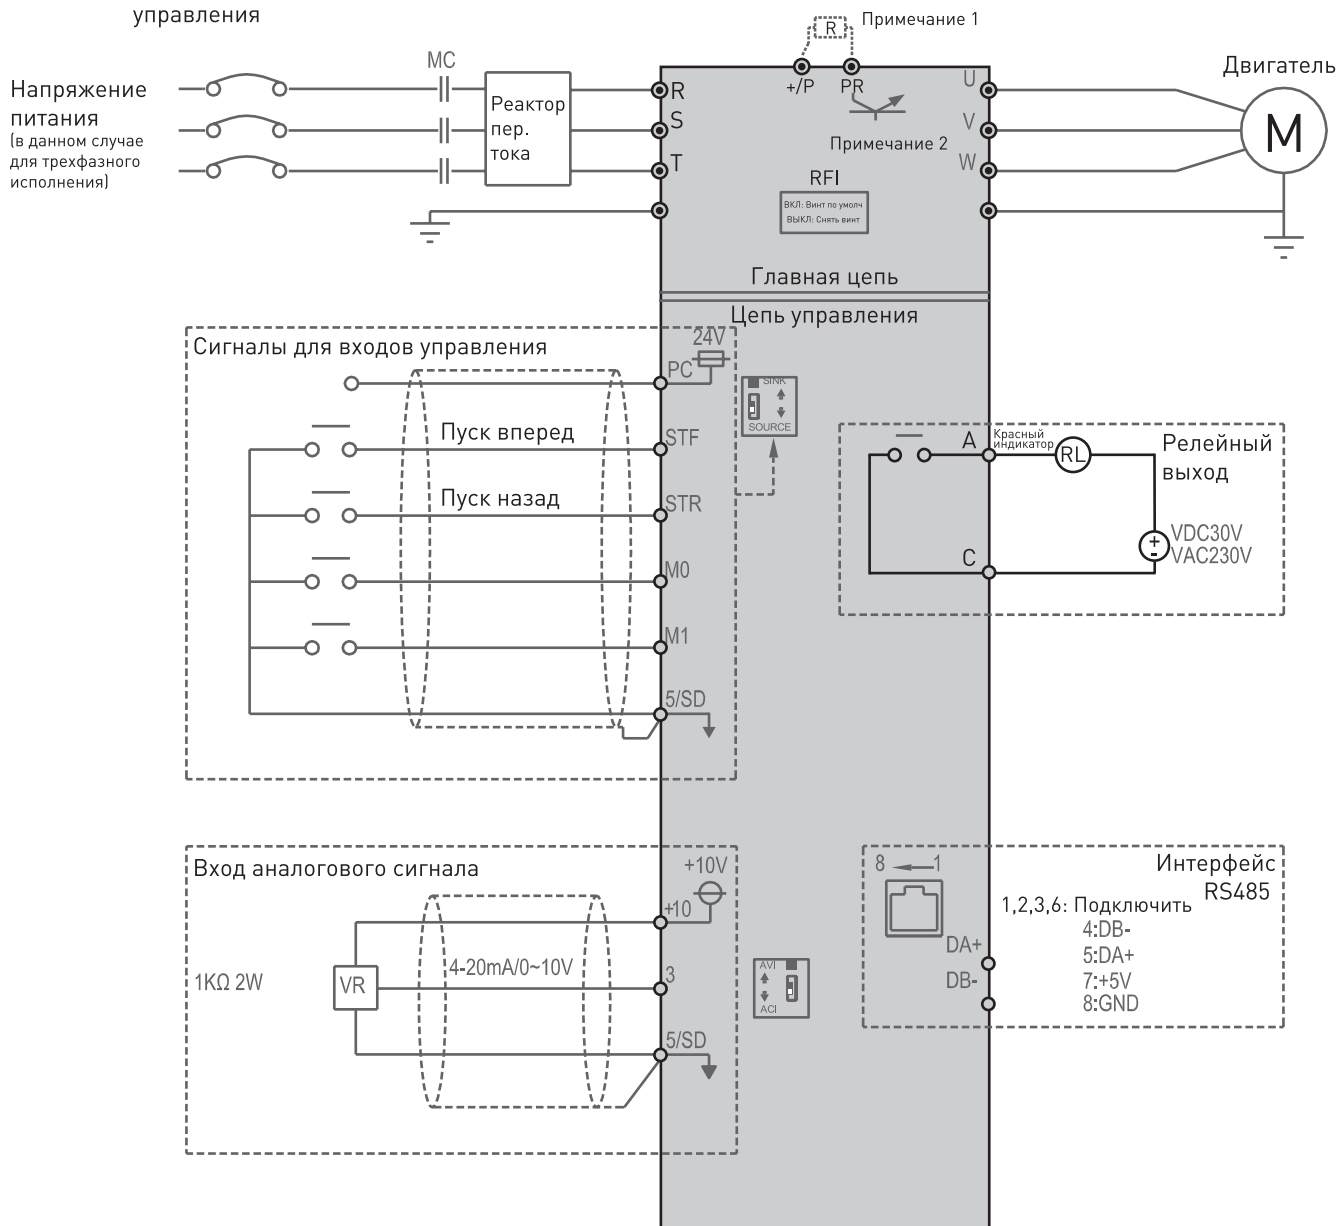 управления
Примечание 1
R
MC
Двигатель
Напряжение
питания
(в данном случае
для трехфазного
исполнения)
Реактор
пер.
тока
R
S
T
+/P
PR
Примечание 2
U
V
W
M
RFI
ВКЛ: Винт по умолч
ВЫКЛ: Снять винт
Главная цепь
Цепь управления
Сигналы для входов управления
24V
PC
SINK
SOURCE
Пуск вперед
STF
Пуск назад
STR
M0
M1
5/SD
A
Красный
индикатор
RL
Релейный
выход
+
-
VDC30V
VAC230V
C
Вход аналогового сигнала
+10V
+10
4-20mA/0~10V
3
1KΩ 2W
VR
AVI
ACI
5/SD
8
1
Интерфейс
RS485
1,2,3,6: Подключить
4:DB-
5:DA+
7:+5V
8:GND
DA+
DB-